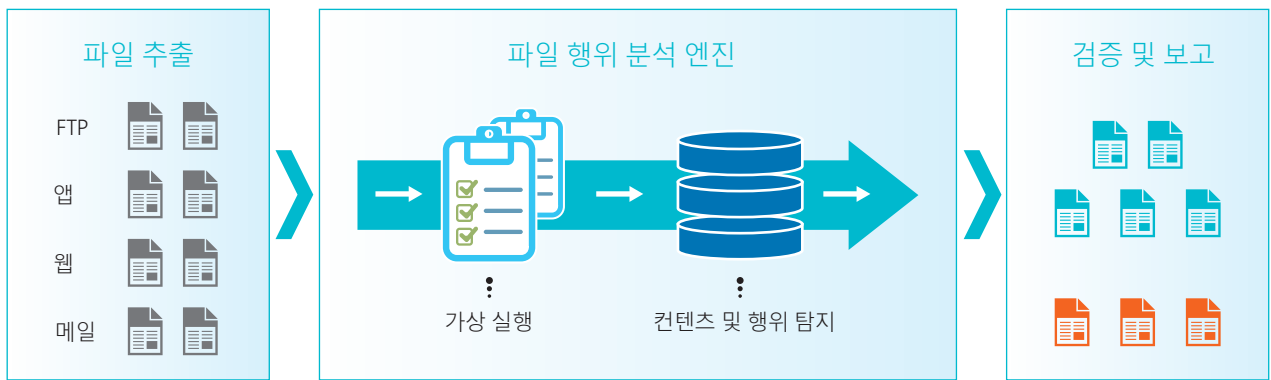 파일 추출
FTP
앱
웹
메일
파일 행위 분석 엔진
가상 실행
컨텐츠 및 행위 탐지
검증 및 보고